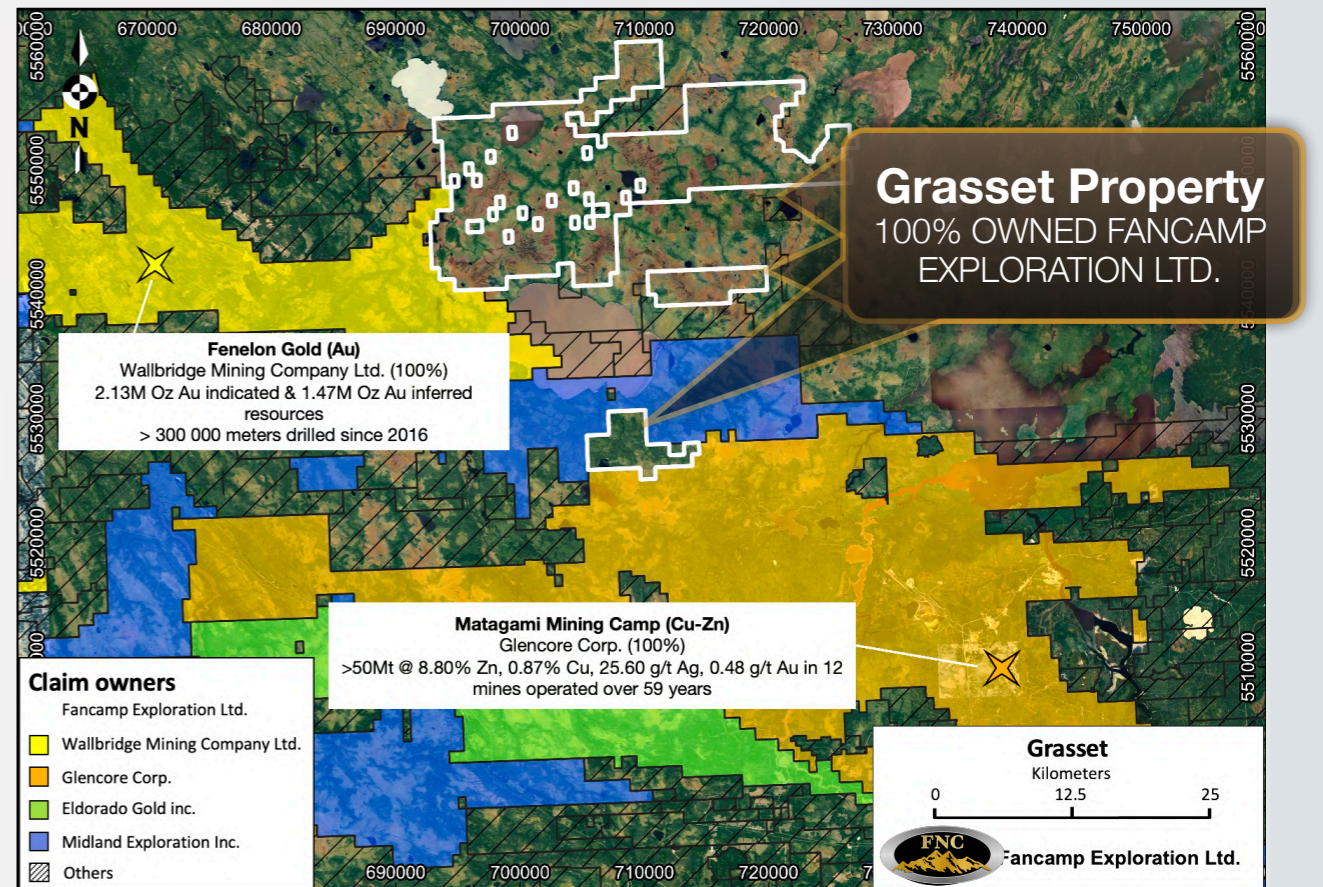 670000
680000
690000
700000
710000
720000
730000
740000
750000
5560000
5560000
N
5550000
Grasset Property
100% OWNED FANCAMP
EXPLORATION LTD.
5540000
Fenelon Gold (Au)
Wallbridge Mining Company Ltd. (100%)
2.13M Oz Au indicated & 1.47M Oz Au inferred
resources
> 300 000 meters drilled since 2016
5530000
5530000
5520000
5520000
Matagami Mining Camp (Cu-Zn)
Glencore Corp. (100%)
>50Mt @ 8.80% Zn, 0.87% Cu, 25.60 g/t Ag, 0.48 g/t Au in 12
mines operated over 59 years
5510000
Claim owners
Fancamp Exploration Ltd.
Wallbridge Mining Company Ltd.
Glencore Corp.
Eldorado Gold inc.
Midland Exploration Inc.
Others
Grasset
Kilometers
0 12.5 25
FNC
Fancamp Exploration Ltd.
690000
700000
710000
720000